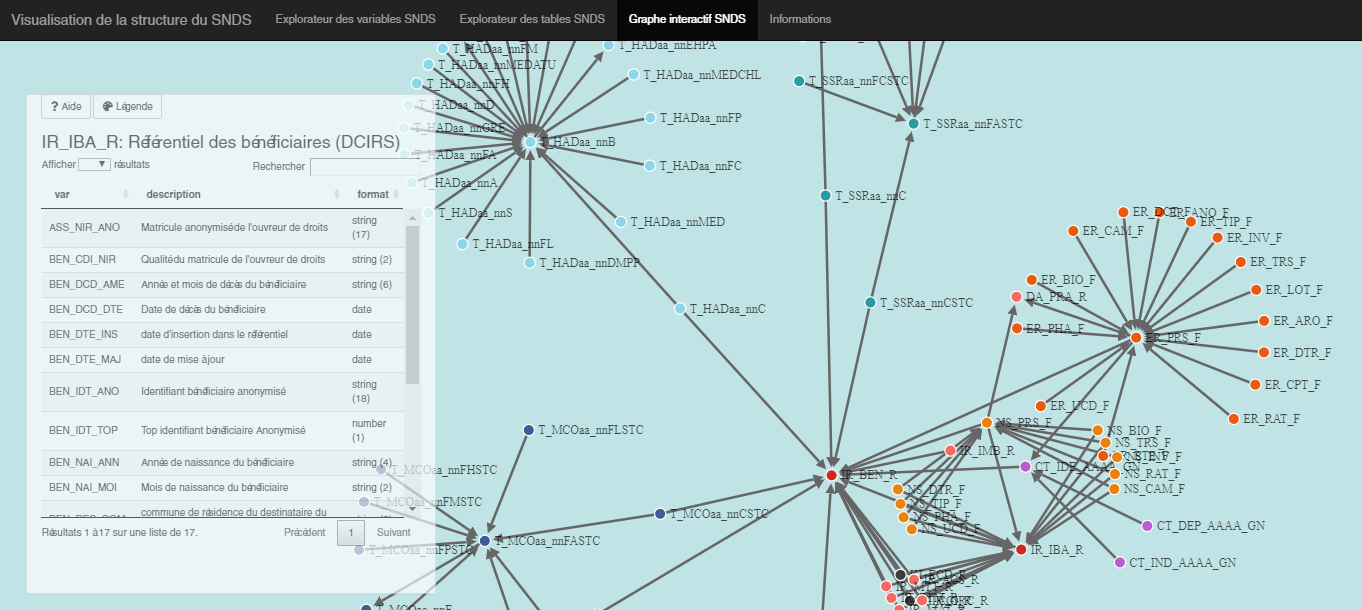 Visualisation de la structure du SNDS Explorateur des variables SNDS Explorateur des tables SNDS Graphe interactif SNDS Informations
? Aide Légende
IR_IBA_R: Référentiel des bénéficiaires (DCIRS)
Afficher résultats Rechercher
var description format
ASS_NIR_ANO Matricule anonymisé de l'ouvreur de droits string (17)
BEN_CDI_NIR Qualité du matricule de l'ouvreur de droits string (2)
BEN_DCD_AME Année et mois de décès du bénéficiaire string (6)
BEN_DCD_DTE Date de décès du bénéficiaire date
BEN_DTE_INS date d'insertion dans le référentiel date
BEN_DTE_MAJ date de mise à jour date
BEN_IDT_ANO Identifiant bénéficiaire anonymisé string (18)
BEN_IDT_TOP Top identifiant bénéficiaire Anonymisé number (1)
BEN_NAI_ANN Année de naissance du bénéficiaire string (4)
BEN_NAI_MOI Mois de naissance du bénéficiaire string (2)
BEN_RES_COM commune de résidence du destinataire du
Résultats 1 à 17 sur une liste de 17. Précédent 1 Suivant
T_HADaa_nnFM
T_HADaa_nnEHPA
T_HADaa_nnMEDATU
T_HADaa_nnMEDCHL
T_HADaa_nnFH
T_HADaa_nnD
T_HADaa_nnFP
T_HADaa_nnGRE
T_HADaa_nnB
T_HADaa_nnFA
T_HADaa_nnFC
T_HADaa_nnA
T_HADaa_nnS
T_HADaa_nnMED
T_HADaa_nnFL
T_HADaa_nnDMPP
T_HADaa_nnC
T_SSRaa_nnFCSTC
T_SSRaa_nnFASTC
T_SSRaa_nnC
T_SSRaa_nnCSTC
ER_DCT_F
ER_ANO_F
ER_TIP_F
ER_CAM_F
ER_INV_F
ER_TRS_F
ER_BIO_F
ER_LOT_F
DA_PRA_R
ER_ARO_F
ER_PHA_F
ER_PRS_F
ER_DTR_F
ER_CPT_F
ER_UCD_F
ER_RAT_F
NS_PRS_F
NS_BIO_F
NS_TRS_F
IR_IMB_R
NS_INV_F
CT_IDE_AAAA_GN
NS_RAT_F
IR_BEN_R
NS_DTR_F
NS_CAM_F
NS_TIP_F
NS_PHA_F
NS_UCD_F
CT_DEP_AAAA_GN
IR_IBA_R
CT_IND_AAAA_GN
T_MCOaa_nnFLSTC
T_MCOaa_nnFHSTC
T_MCOaa_nnFMSTC
T_MCOaa_nnCSTC
T_MCOaa_nnFASTC
T_MCOaa_nnFPSTC